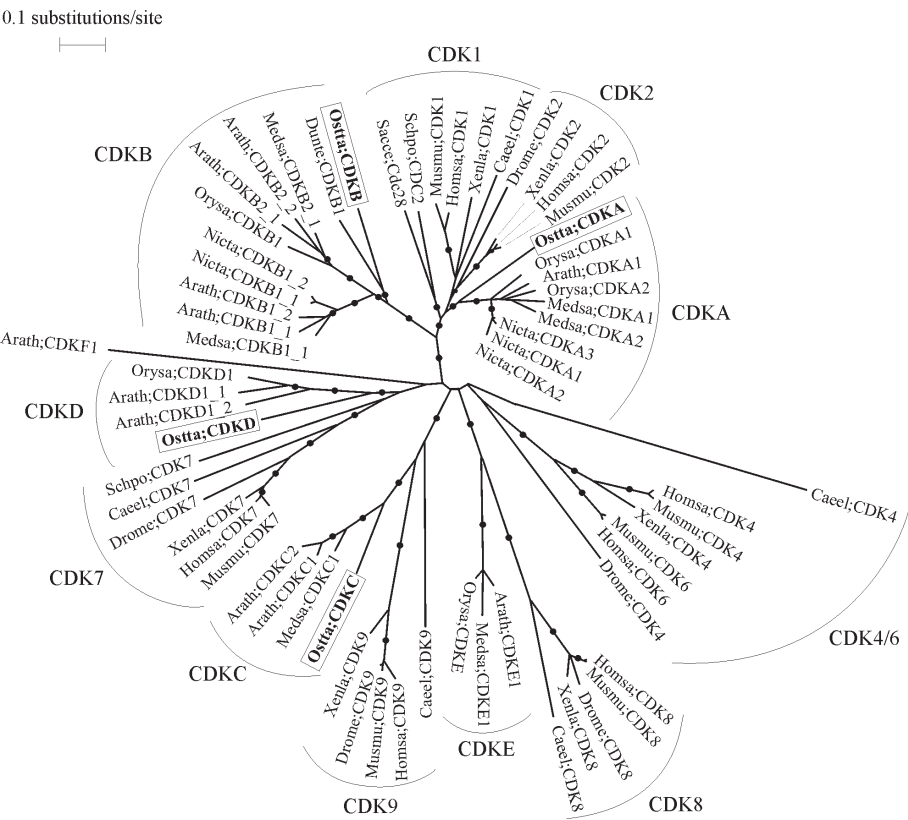 0.1 substitutions/site
CDK1
CDK2
CDKB
CDKA
CDKD
CDK7
CDKC
CDK9
CDKE
CDK8
CDK4/6
Medsa;CDKB1_1
Arath;CDKB1_1
Arath;CDKB1_2
Nicta;CDKB1_1
Nicta;CDKB1_2
Orysa;CDKB1
Arath;CDKB2_1
Arath;CDKB2_2
Medsa;CDKB2_1
Dunte;CDKB1
Ostta;CDKB
Sacce;Cdc28
Schpo;CDC2
Musmu;CDK1
Homsa;CDK1
Xenla;CDK1
Caeel;CDK1
Drome;CDK2
Xenla;CDK2
Homsa;CDK2
Musmu;CDK2
Ostta;CDKA
Orysa;CDKA1
Arath;CDKA1
Orysa;CDKA2
Medsa;CDKA1
Medsa;CDKA2
Nicta;CDKA3
Nicta;CDKA1
Nicta;CDKA2
Caeel;CDK4
Homsa;CDK4
Musmu;CDK4
Xenla;CDK4
Musmu;CDK6
Homsa;CDK6
Drome;CDK4
Homsa;CDK8
Musmu;CDK8
Drome;CDK8
Xenla;CDK8
Caeel;CDK8
Arath;CDKE1
Medsa;CDKE1
Orysa;CDKE
Caeel;CDK9
Homsa;CDK9
Musmu;CDK9
Drome;CDK9
Xenla;CDK9
Ostta;CDKC
Medsa;CDKC1
Arath;CDKC1
Arath;CDKC2
Musmu;CDK7
Homsa;CDK7
Xenla;CDK7
Drome;CDK7
Caeel;CDK7
Schpo;CDK7
Ostta;CDKD
Arath;CDKD1_2
Arath;CDKD1_1
Orysa;CDKD1
Arath;CDKF1